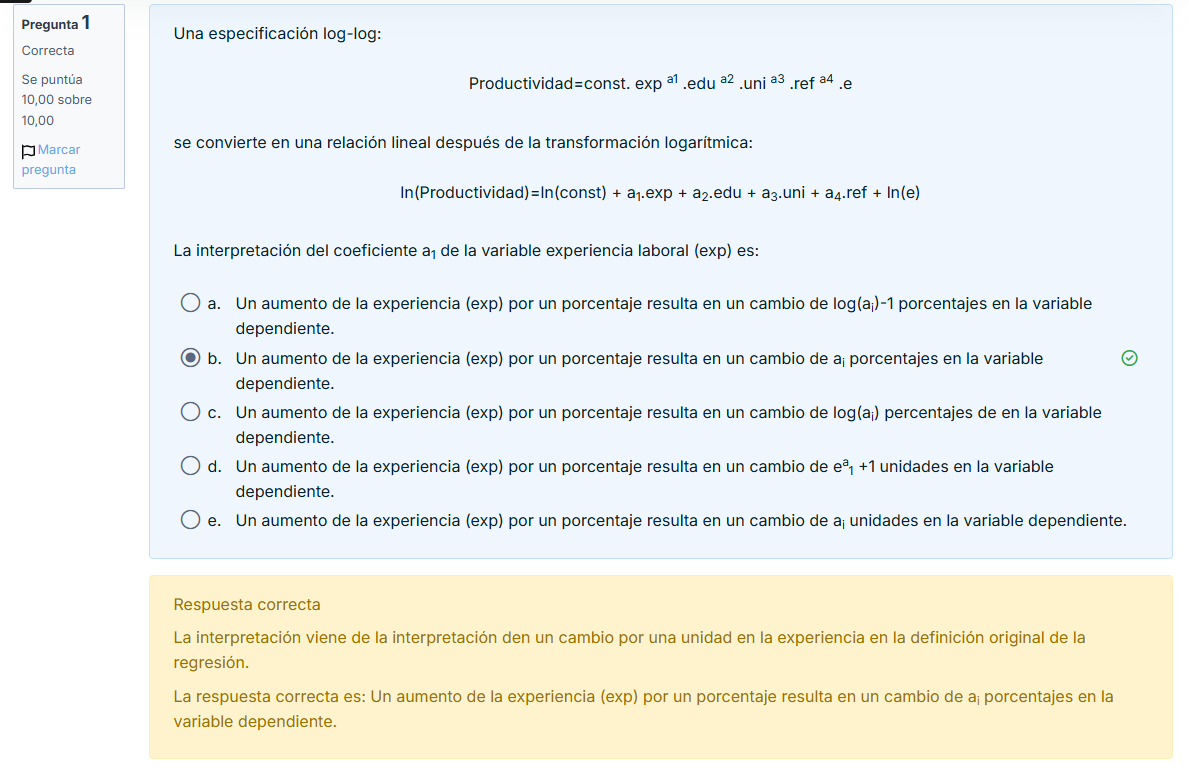 Pregunta 1
Correcta
Se puntúa
10,00 sobre
10,00
Marcar
pregunta
Una especificación log-log:
Productividad=const. exp a1 .edu a2 .uni a3 .ref a4 .e
se convierte en una relación lineal después de la transformación logarítmica:
ln(Productividad)=ln(const) + a1.exp + a2.edu + a3.uni + a4.ref + ln(e)
La interpretación del coeficiente a1 de la variable experiencia laboral (exp) es:
a. Un aumento de la experiencia (exp) por un porcentaje resulta en un cambio de log(ai)-1 porcentajes en la variable
dependiente.
b. Un aumento de la experiencia (exp) por un porcentaje resulta en un cambio de ai porcentajes en la variable
dependiente.
c. Un aumento de la experiencia (exp) por un porcentaje resulta en un cambio de log(ai) percentajes de en la variable
dependiente.
d. Un aumento de la experiencia (exp) por un porcentaje resulta en un cambio de ea1 +1 unidades en la variable
dependiente.
e. Un aumento de la experiencia (exp) por un porcentaje resulta en un cambio de ai unidades en la variable dependiente.
Respuesta correcta
La interpretación viene de la interpretación den un cambio por una unidad en la experiencia en la definición original de la
regresión.
La respuesta correcta es: Un aumento de la experiencia (exp) por un porcentaje resulta en un cambio de ai porcentajes en la
variable dependiente.